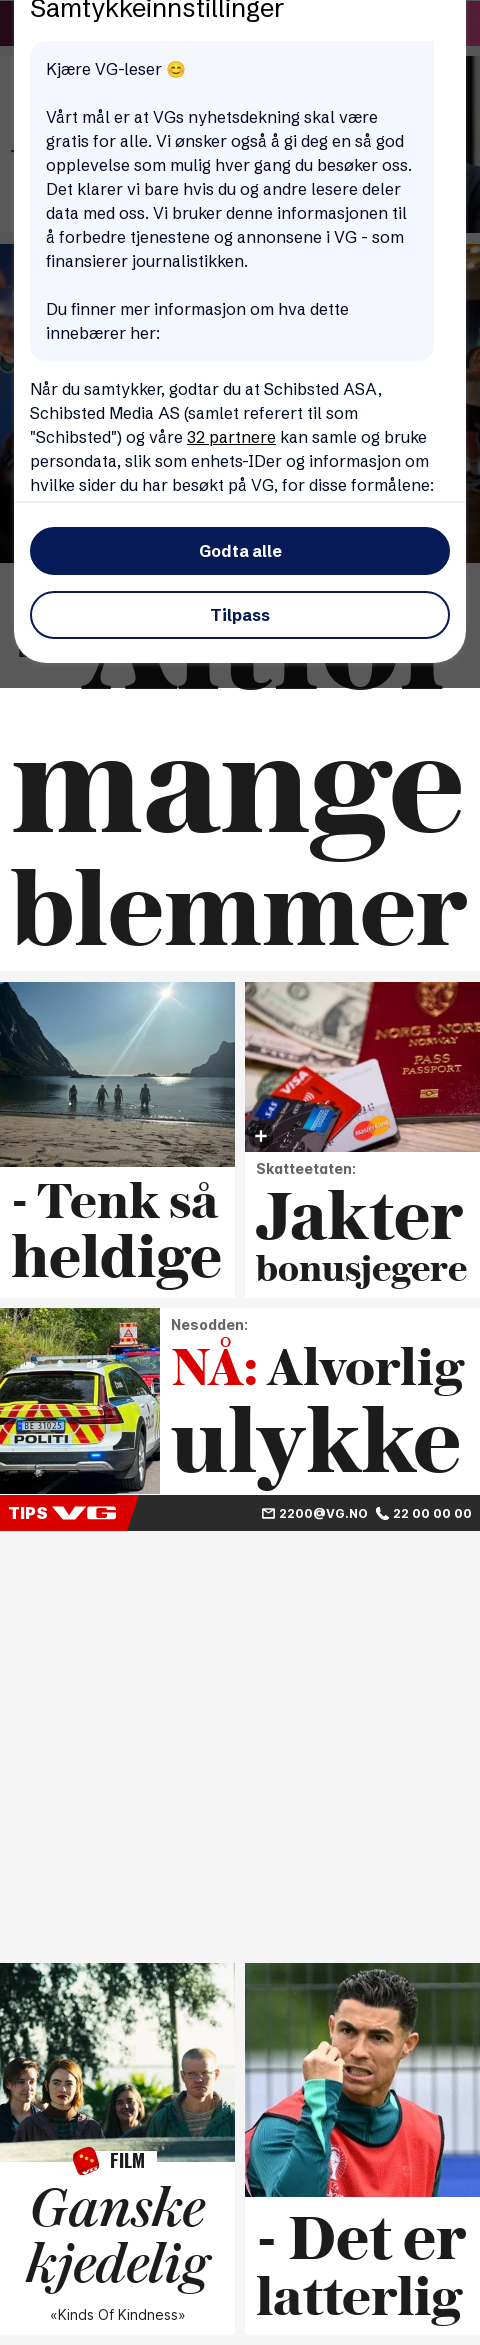 Samtykkeinnstillinger
Kjære VG-leser 😊
Vårt mål er at VGs nyhetsdekning skal være
gratis for alle. Vi ønsker også å gi deg en så god
opplevelse som mulig hver gang du besøker oss.
Det klarer vi bare hvis du og andre lesere deler
data med oss. Vi bruker denne informasjonen til
å forbedre tjenestene og annonsene i VG - som
finansierer journalistikken.
Du finner mer informasjon om hva dette
innebærer her:
Når du samtykker, godtar du at Schibsted ASA,
Schibsted Media AS (samlet referert til som
"Schibsted") og våre 32 partnere kan samle og bruke
persondata, slik som enhets-IDer og informasjon om
hvilke sider du har besøkt på VG, for disse formålene:
Godta alle
Tilpass
mange
blemmer
- Tenk så
heldige
NORGE NOREG
NORWAY
PASS
PASSPORT
VISA
SAS
MasterCard
Skatteetaten:
Jakter
bonusjegere
BE 31025
POLITI
Nesodden:
NÅ: Alvorlig
ulykke
TIPS VG
2200@VG.NO 22 00 00 00
FILM
Ganske
kjedelig
«Kinds Of Kindness»
- Det er
latterlig